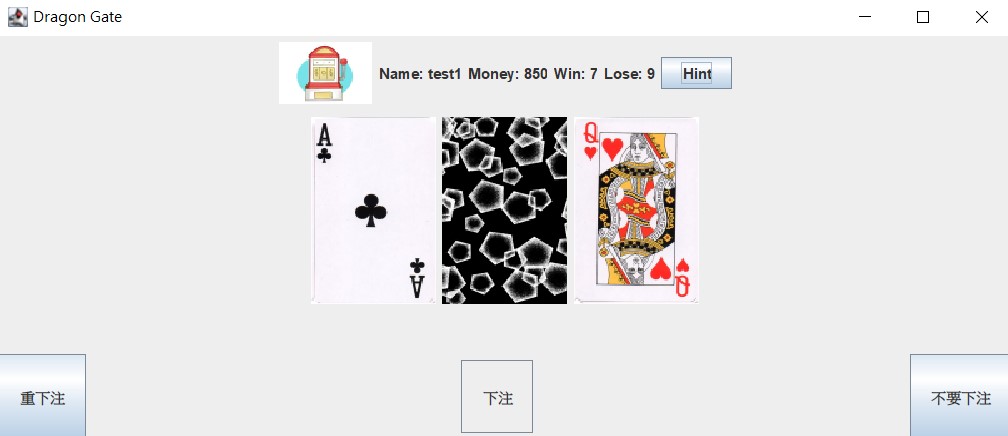 Dragon Gate
Name: test1 Money: 850 Win: 7 Lose: 9 Hint
A Q
A Q
重下注 下注 不要下注